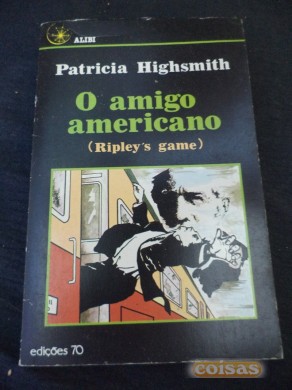 ALIBI
Patricia Highsmith
O amigo
americano
(Ripley's game)
edições 70
coisas